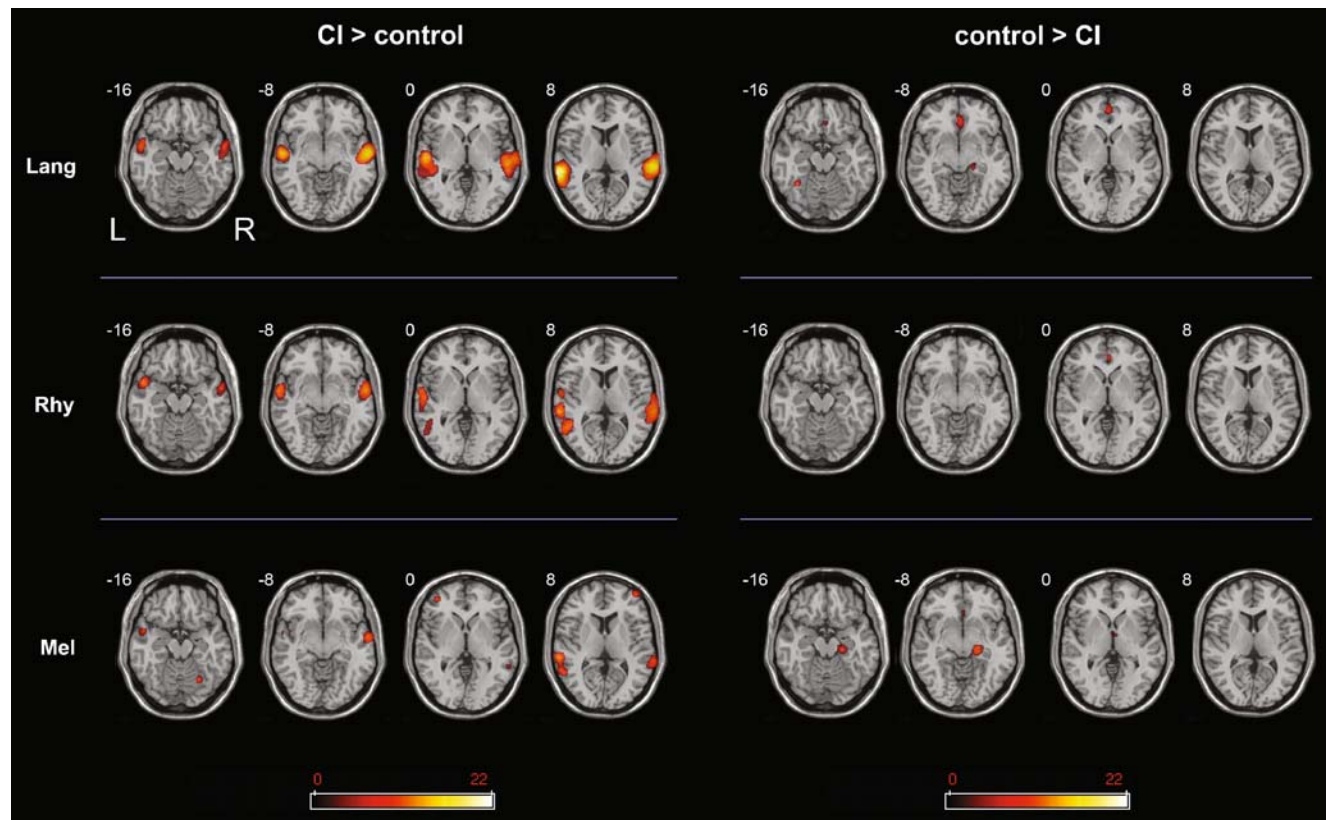 CI > control control > CI
-16 -8 0 8 -16 -8 0 8
Lang
L R
-16 -8 0 8 -16 -8 0 8
Rhy
-16 -8 0 8 -16 -8 0 8
Mel
0 22 0 22